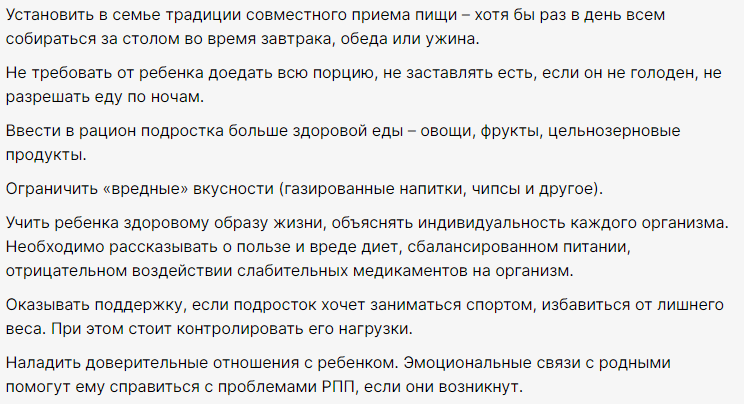 Установить в семье традиции совместного приема пищи – хотя бы раз в день всем
собираться за столом во время завтрака, обеда или ужина.
Не требовать от ребенка доедать всю порцию, не заставлять есть, если он не голоден, не
разрешать еду по ночам.
Ввести в рацион подростка больше здоровой еды – овощи, фрукты, цельнозерновые
продукты.
Ограничить «вредные» вкусности (газированные напитки, чипсы и другое).
Учить ребенка здоровому образу жизни, объяснять индивидуальность каждого организма.
Необходимо рассказывать о пользе и вреде диет, сбалансированном питании,
отрицательном воздействии слабительных медикаментов на организм.
Оказывать поддержку, если подросток хочет заниматься спортом, избавиться от лишнего
веса. При этом стоит контролировать его нагрузки.
Наладить доверительные отношения с ребенком. Эмоциональные связи с родными
помогут ему справиться с проблемами РПП, если они возникнут.